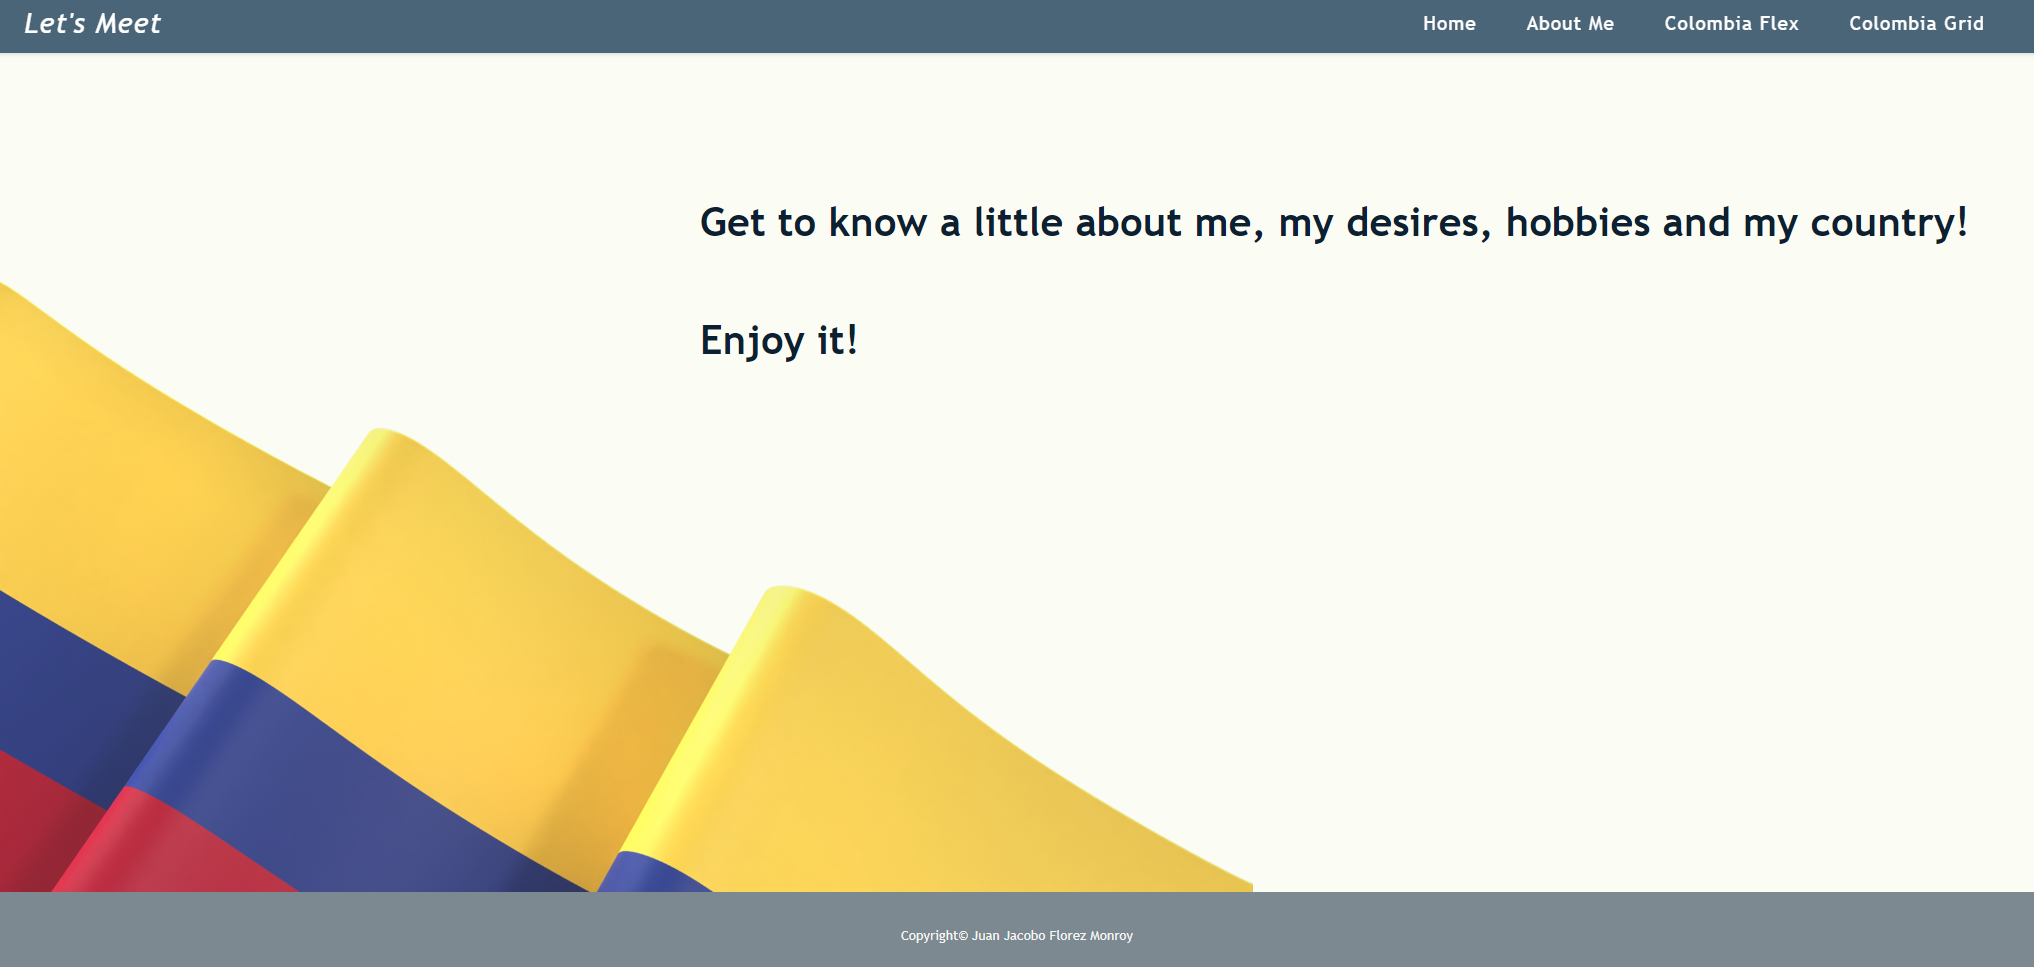 Let's Meet
Home About Me Colombia Flex Colombia Grid
Get to know a little about me, my desires, hobbies and my country!
Enjoy it!
Copyright© Juan Jacobo Florez Monroy